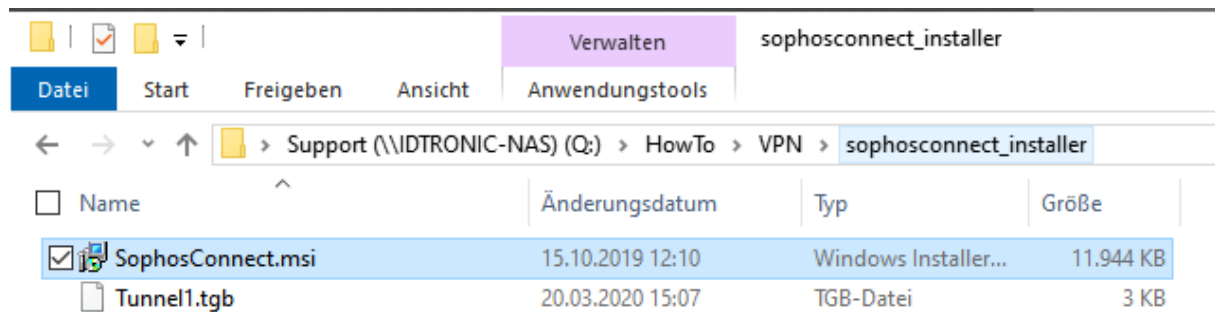 Verwalten sophosconnect_installer
Datei Start Freigeben Ansicht Anwendungstools
Support (\\IDTRONIC-NAS) (Q:) > HowTo > VPN > sophosconnect_installer
Name Änderungsdatum Typ Größe
SophosConnect.msi 15.10.2019 12:10 Windows Installer... 11.944 KB
Tunnel1.tgb 20.03.2020 15:07 TGB-Datei 3 KB